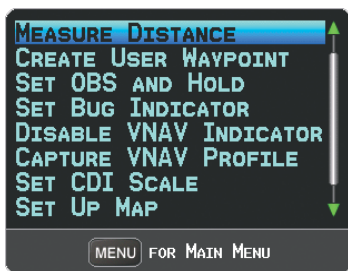 MEASURE DISTANCE
CREATE USER WAYPOINT
SET OBS AND HOLD
SET BUG INDICATOR
DISABLE VNAV INDICATOR
CAPTURE VNAV PROFILE
SET CDI SCALE
SET UP MAP
MENU FOR MAIN MENU